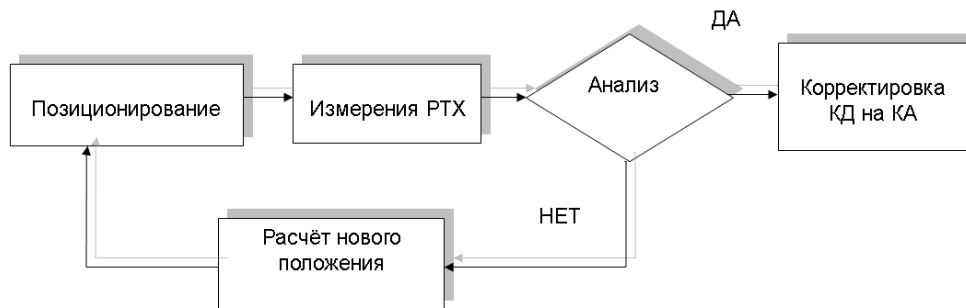 ДА
Позиционирование
Измерения РТХ
Анализ
Корректировка
КД на КА
НЕТ
Расчёт нового
положения